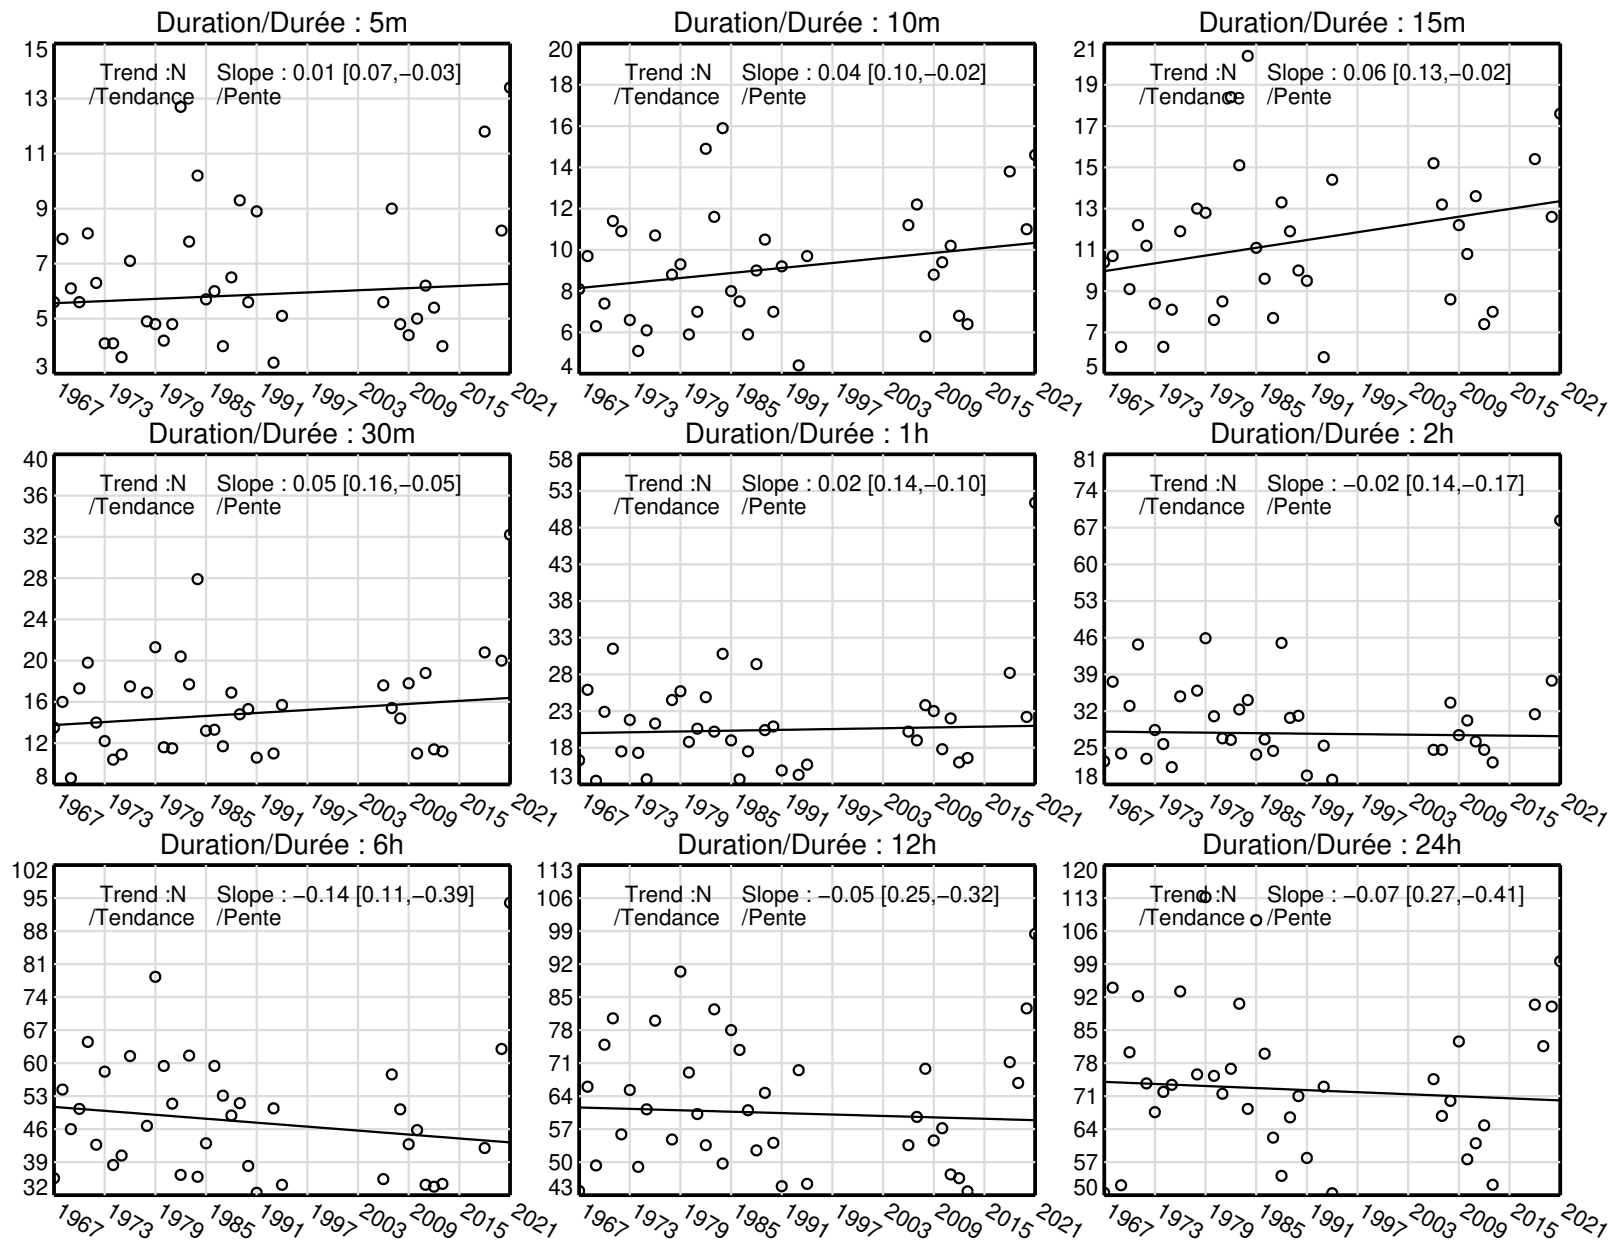 Duration/Durée : 5m
Trend :N Slope : 0.01 [0.07,−0.03]
/Tendance /Pente
15
13
11
9
7
5
3
1967 1973 1979 1985 1991 1997 2003 2009 2015 2021
Duration/Durée : 10m
Trend :N Slope : 0.04 [0.10,−0.02]
/Tendance /Pente
20
18
16
14
12
10
8
6
4
1967 1973 1979 1985 1991 1997 2003 2009 2015 2021
Duration/Durée : 15m
Trend :N Slope : 0.06 [0.13,−0.02]
/Tendance /Pente
21
19
17
15
13
11
9
7
5
1967 1973 1979 1985 1991 1997 2003 2009 2015 2021
Duration/Durée : 30m
Trend :N Slope : 0.05 [0.16,−0.05]
/Tendance /Pente
40
36
32
28
24
20
16
12
8
1967 1973 1979 1985 1991 1997 2003 2009 2015 2021
Duration/Durée : 1h
Trend :N Slope : 0.02 [0.14,−0.10]
/Tendance /Pente
58
53
48
43
38
33
28
23
18
13
1967 1973 1979 1985 1991 1997 2003 2009 2015 2021
Duration/Durée : 2h
Trend :N Slope : −0.02 [0.14,−0.17]
/Tendance /Pente
81
74
67
60
53
46
39
32
25
18
1967 1973 1979 1985 1991 1997 2003 2009 2015 2021
Duration/Durée : 6h
Trend :N Slope : −0.14 [0.11,−0.39]
/Tendance /Pente
102
95
88
81
74
67
60
53
46
39
32
1967 1973 1979 1985 1991 1997 2003 2009 2015 2021
Duration/Durée : 12h
Trend :N Slope : −0.05 [0.25,−0.32]
/Tendance /Pente
113
106
99
92
85
78
71
64
57
50
43
1967 1973 1979 1985 1991 1997 2003 2009 2015 2021
Duration/Durée : 24h
Trend :N Slope : −0.07 [0.27,−0.41]
/Tendance /Pente
120
113
106
99
92
85
78
71
64
57
50
1967 1973 1979 1985 1991 1997 2003 2009 2015 2021